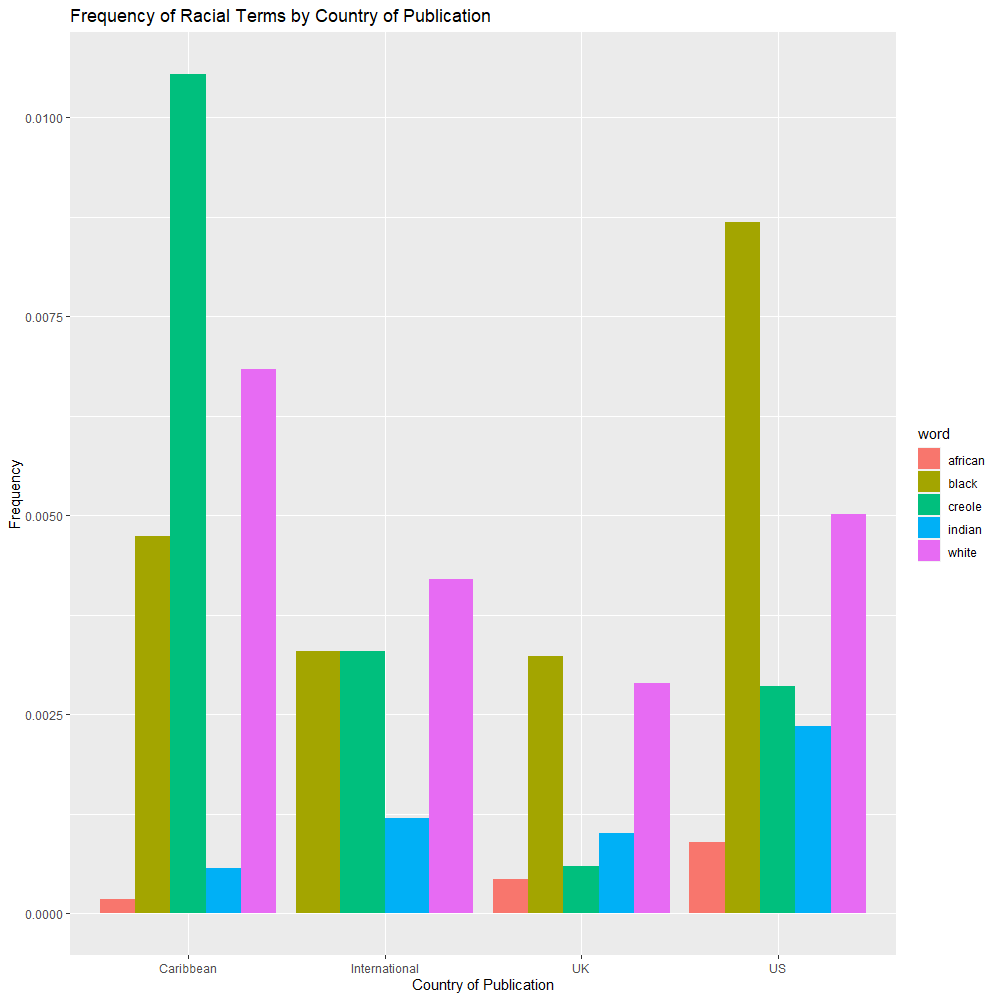 Frequency of Racial Terms by Country of Publication
0.0100
0.0075
0.0050
0.0025
0.0000
Frequency
Caribbean
International
UK
US
Country of Publication
word
african
black
creole
indian
white